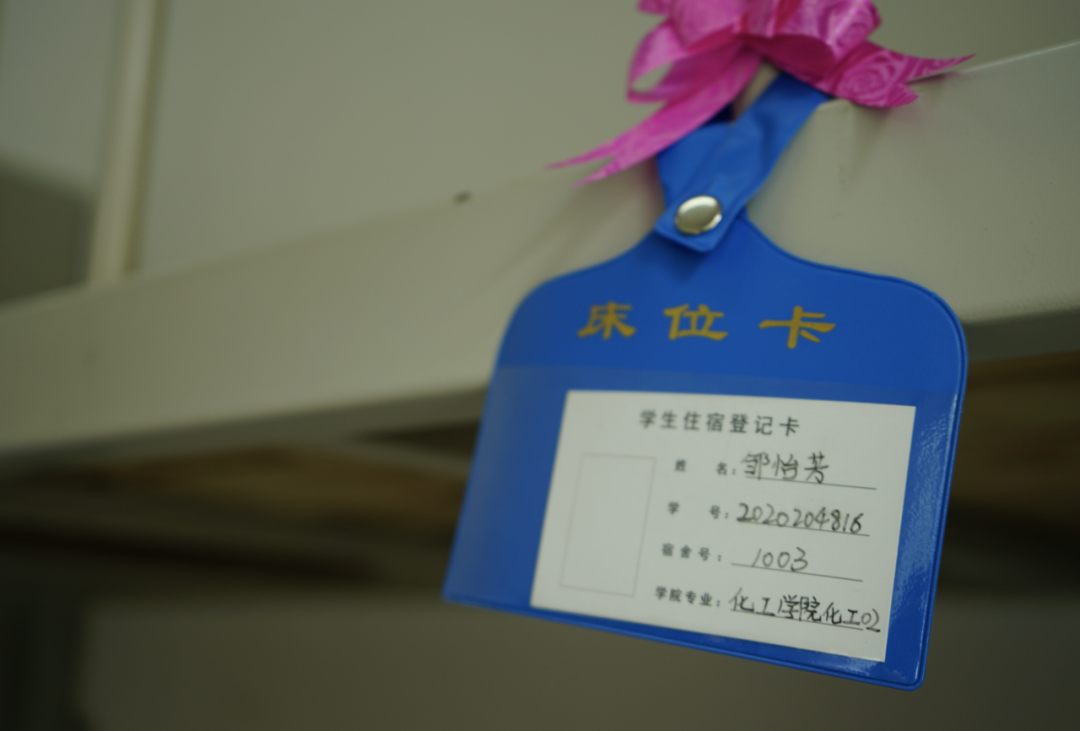 床位卡
学生住宿登记卡
姓 名：邹怡芳
学 号：2020204816
宿舍号：1003
学院专业：化工学院化工02